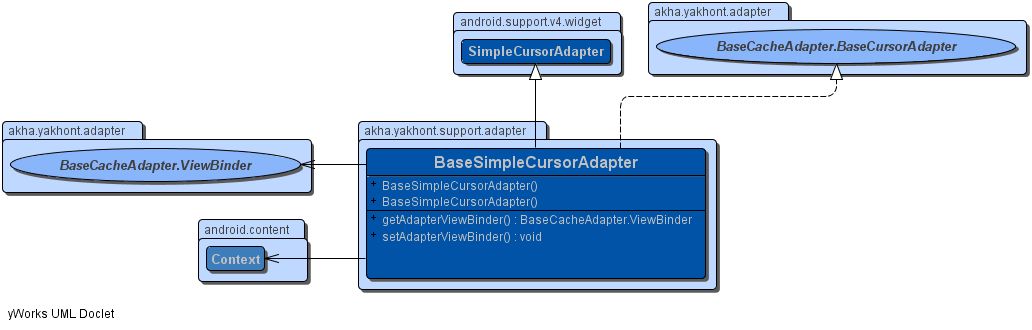 android.support.v4.widget
SimpleCursorAdapter
akha.yakhont.adapter
BaseCacheAdapter.BaseCursorAdapter
akha.yakhont.adapter
BaseCacheAdapter.ViewBinder
akha.yakhont.support.adapter
BaseSimpleCursorAdapter
+ BaseSimpleCursorAdapter()
+ BaseSimpleCursorAdapter()
+ getAdapterViewBinder() : BaseCacheAdapter.ViewBinder
+ setAdapterViewBinder() : void
android.content
Context
yWorks UML Doclet